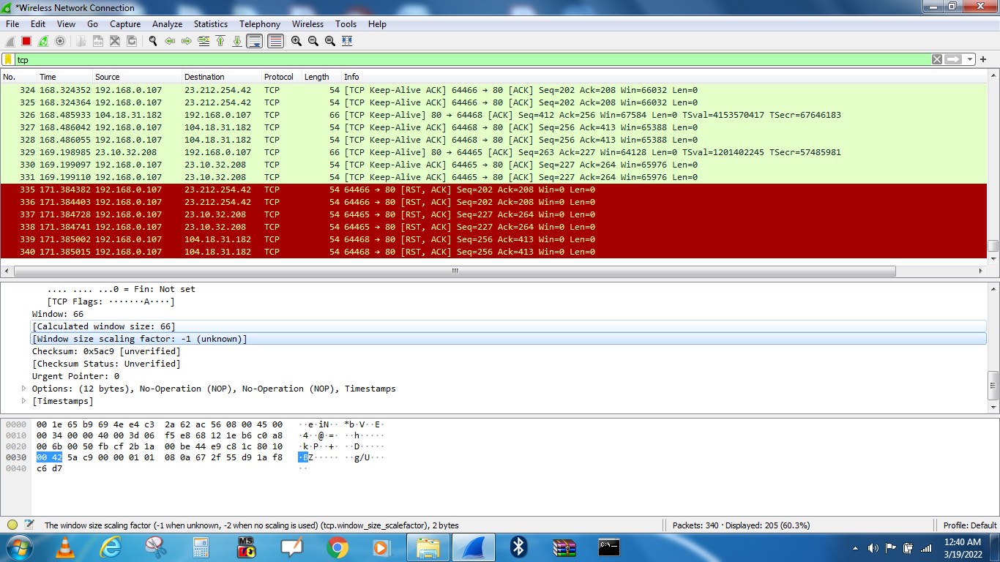 *Wireless Network Connection
File Edit View Go Capture Analyze Statistics Telephony Wireless Tools Help
tcp
No. Time Source Destination Protocol Length Info
324 168.324352 192.168.0.107 23.212.254.42 TCP 54 [TCP Keep-Alive ACK] 64466 → 80 [ACK] Seq=202 Ack=208 Win=66032 Len=0
325 168.324364 192.168.0.107 23.212.254.42 TCP 54 [TCP Keep-Alive ACK] 64466 → 80 [ACK] Seq=202 Ack=208 Win=66032 Len=0
326 168.485933 104.18.31.182 192.168.0.107 TCP 66 [TCP Keep-Alive] 80 → 64468 [ACK] Seq=412 Ack=256 Win=67584 Len=0 TSval=4153570417 TSecr=67646183
327 168.486042 192.168.0.107 104.18.31.182 TCP 54 [TCP Keep-Alive ACK] 64468 → 80 [ACK] Seq=256 Ack=413 Win=65388 Len=0
328 168.486055 192.168.0.107 104.18.31.182 TCP 54 [TCP Keep-Alive ACK] 64468 → 80 [ACK] Seq=256 Ack=413 Win=65388 Len=0
329 169.198985 23.10.32.208 192.168.0.107 TCP 66 [TCP Keep-Alive] 80 → 64465 [ACK] Seq=263 Ack=227 Win=64128 Len=0 TSval=1201402245 TSecr=57485981
330 169.199097 192.168.0.107 23.10.32.208 TCP 54 [TCP Keep-Alive ACK] 64465 → 80 [ACK] Seq=227 Ack=264 Win=65976 Len=0
331 169.199110 192.168.0.107 23.10.32.208 TCP 54 [TCP Keep-Alive ACK] 64465 → 80 [ACK] Seq=227 Ack=264 Win=65976 Len=0
335 171.384382 192.168.0.107 23.212.254.42 TCP 54 64466 → 80 [RST, ACK] Seq=202 Ack=208 Win=0 Len=0
336 171.384403 192.168.0.107 23.212.254.42 TCP 54 64466 → 80 [RST, ACK] Seq=202 Ack=208 Win=0 Len=0
337 171.384728 192.168.0.107 23.10.32.208 TCP 54 64465 → 80 [RST, ACK] Seq=227 Ack=264 Win=0 Len=0
338 171.384741 192.168.0.107 23.10.32.208 TCP 54 64465 → 80 [RST, ACK] Seq=227 Ack=264 Win=0 Len=0
339 171.385002 192.168.0.107 104.18.31.182 TCP 54 64468 → 80 [RST, ACK] Seq=256 Ack=413 Win=0 Len=0
340 171.385015 192.168.0.107 104.18.31.182 TCP 54 64468 → 80 [RST, ACK] Seq=256 Ack=413 Win=0 Len=0
.... .... ...0 = Fin: Not set
[TCP Flags: ·······A····]
Window: 66
[Calculated window size: 66]
[Window size scaling factor: -1 (unknown)]
Checksum: 0x5ac9 [unverified]
[Checksum Status: Unverified]
Urgent Pointer: 0
Options: (12 bytes), No-Operation (NOP), No-Operation (NOP), Timestamps
[Timestamps]
0000 00 1e 65 b9 69 4e e4 c3 2a 62 ac 56 08 00 45 00 ··e·iN·· *b·V··E·
0010 00 34 00 00 40 00 3d 06 f5 e8 68 12 1e b6 c0 a8 ·4··@·=· ··h·····
0020 00 6b 00 50 fb cf 2b 1a 00 be 44 e9 c8 1c 80 10 ·k·P··+· ··D·····
0030 00 42 5a c9 00 00 01 01 08 0a 67 2f 55 d9 1a f8 ·BZ····· ··g/U···
0040 c6 d7 ··
The window size scaling factor (-1 when unknown, -2 when no scaling is used) (tcp.window_size_scalefactor), 2 bytes
Packets: 340 · Displayed: 205 (60.3%)
Profile: Default
MS
C:\_
12:40 AM
3/19/2022